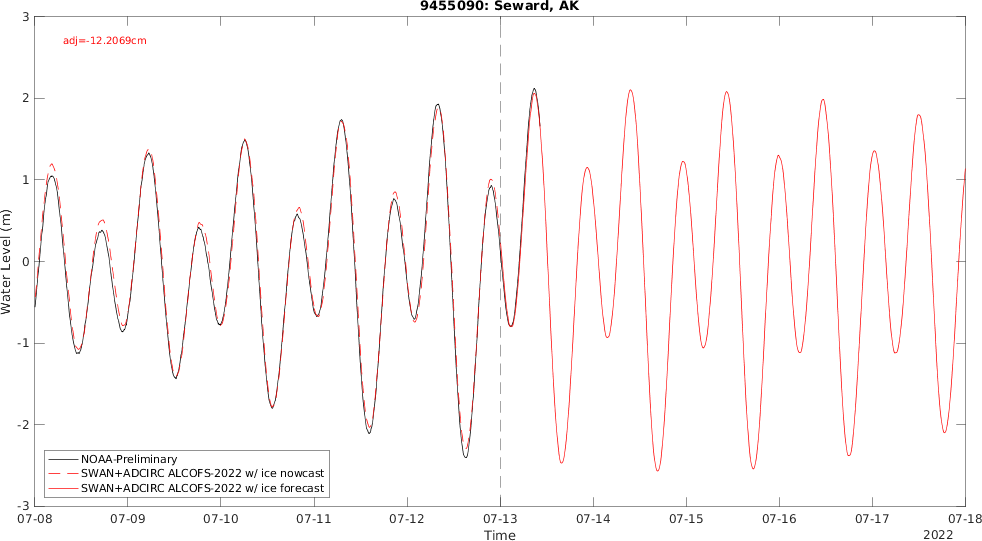 9455090: Seward, AK
adj=-12.2069cm
Water Level (m)
3
2
1
0
-1
-2
-3
NOAA-Preliminary
SWAN+ADCIRC ALCOFS-2022 w/ ice nowcast
SWAN+ADCIRC ALCOFS-2022 w/ ice forecast
07-08 07-09 07-10 07-11 07-12 07-13 07-14 07-15 07-16 07-17 07-18
Time
2022